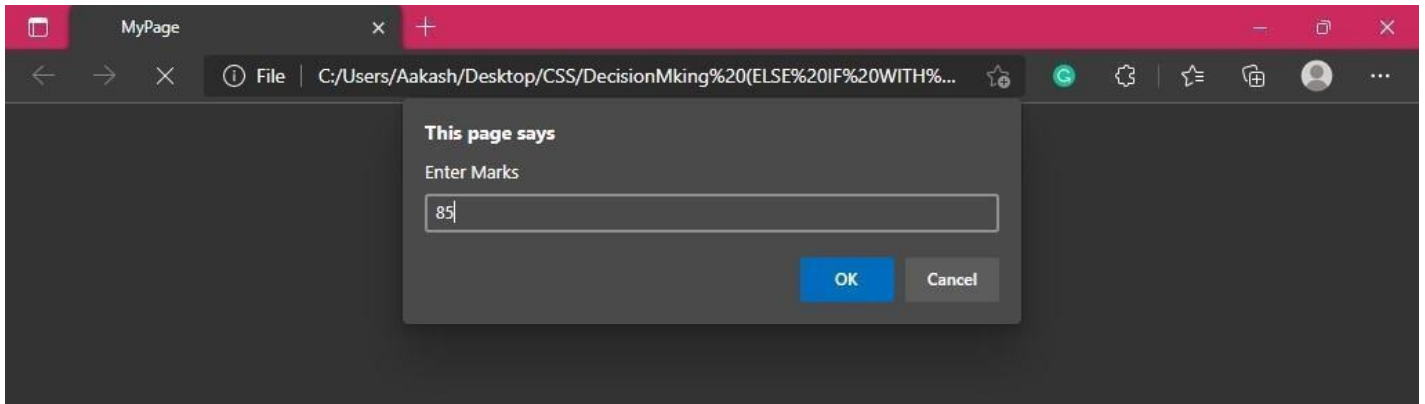 MyPage
File C:/Users/Aakash/Desktop/CSS/DecisionMking%20(ELSE%20IF%20WITH%...
This page says
Enter Marks
85
OK Cancel